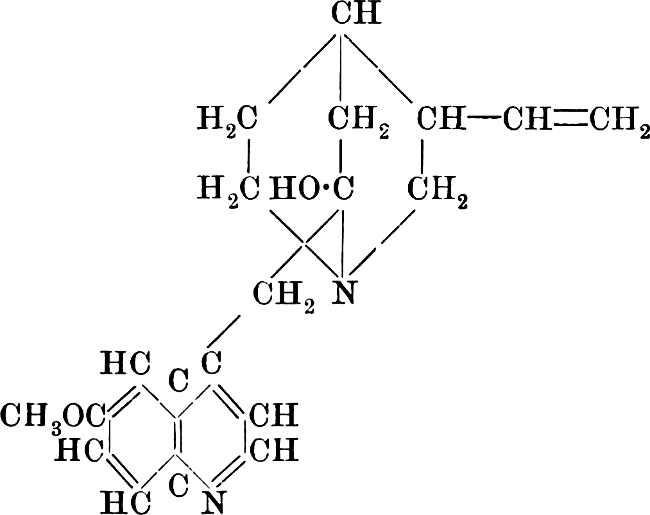 CH
H₂C CH₂ CH—CH=CH₂
H₂C HO·C CH₂
CH₂ N
HC C C
CH₃OC CH
HC CH
HC C N